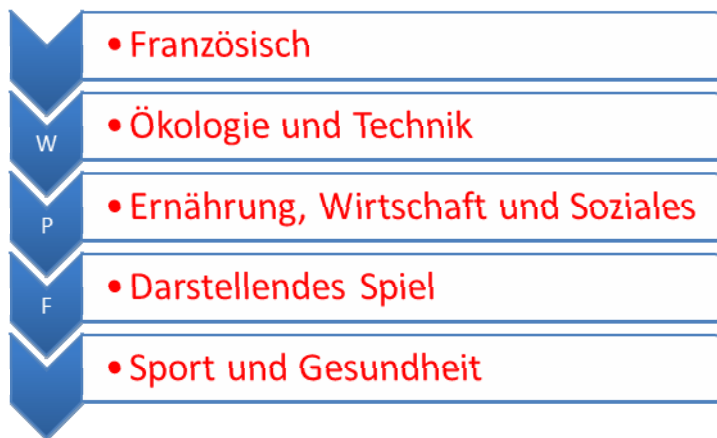 • Französisch
W
• Ökologie und Technik
P
• Ernährung, Wirtschaft und Soziales
F
• Darstellendes Spiel
• Sport und Gesundheit